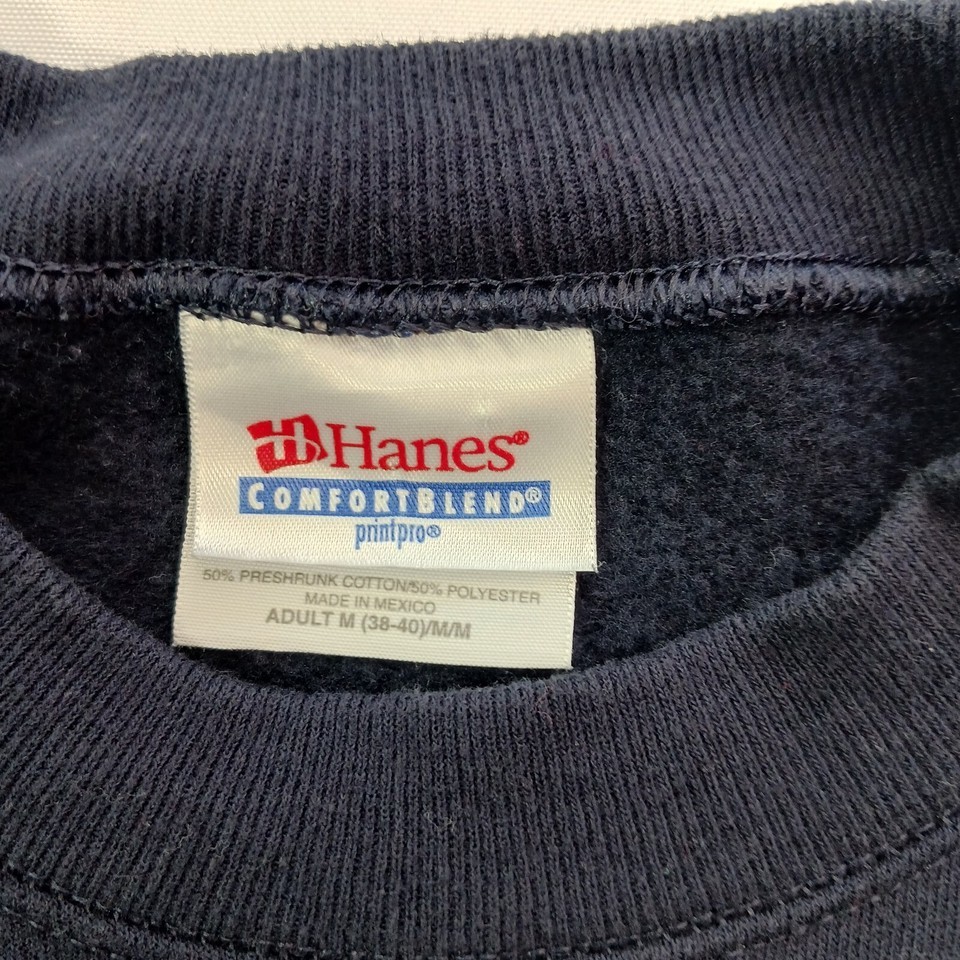 Hanes®
COMFORTBLEND®
printpro®
50% PRESHRUNK COTTON/50% POLYESTER
MADE IN MEXICO
ADULT M (38-40)/M/M